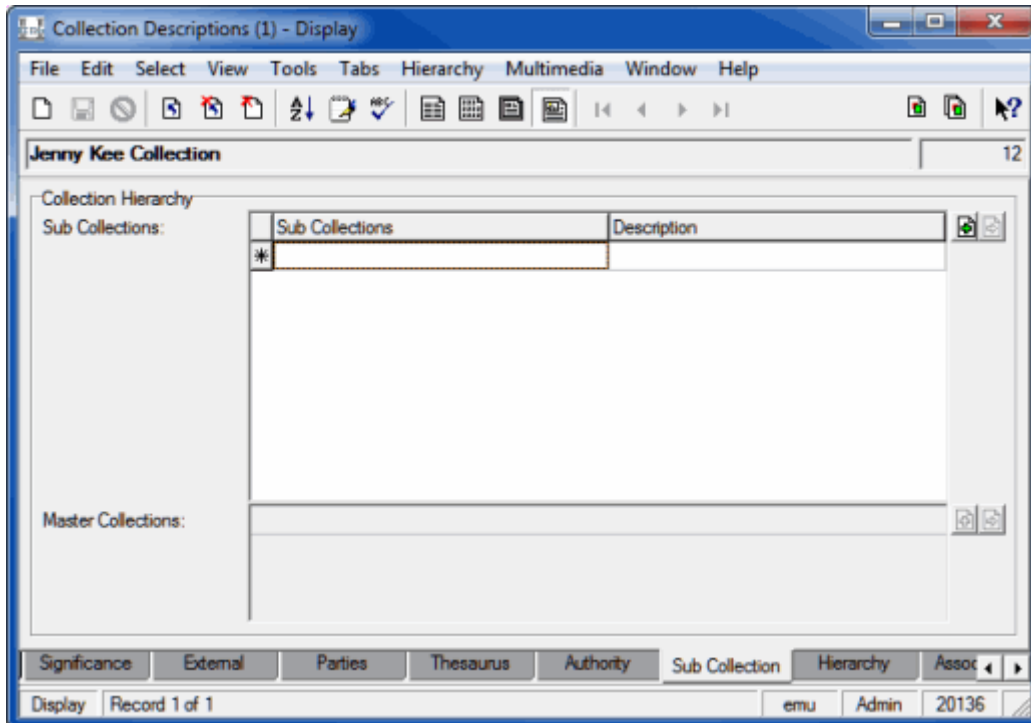 Collection Descriptions (1) - Display
File Edit Select View Tools Tabs Hierarchy Multimedia Window Help
Jenny Kee Collection 12
Collection Hierarchy
Sub Collections: Sub Collections Description
*
Master Collections:
Significance External Parties Thesaurus Authority Sub Collection Hierarchy Assoc
Display Record 1 of 1 emu Admin 20136